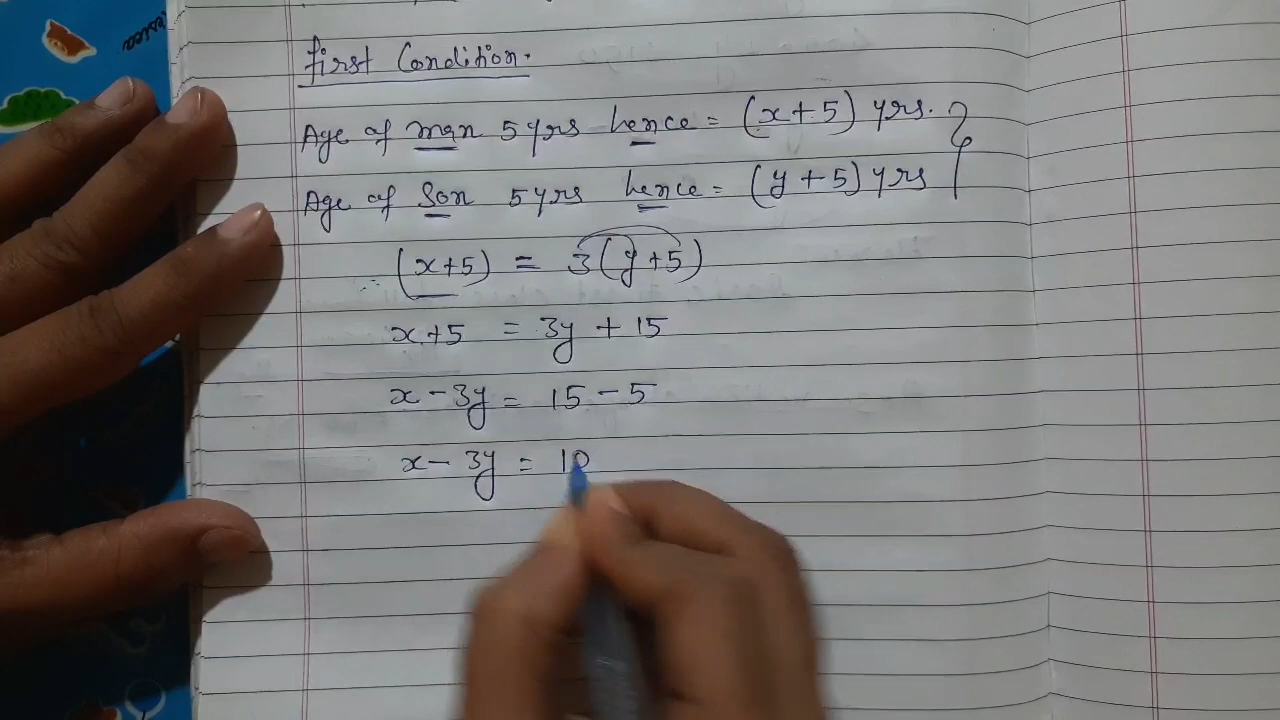 first Condition.
Age of man 5 yrs hence = (x+5) yrs.
Age of Son 5 yrs hence = (y+5) yrs
(x+5) = 3(y+5)
x+5 = 3y + 15
x - 3y = 15 - 5
x - 3y = 10